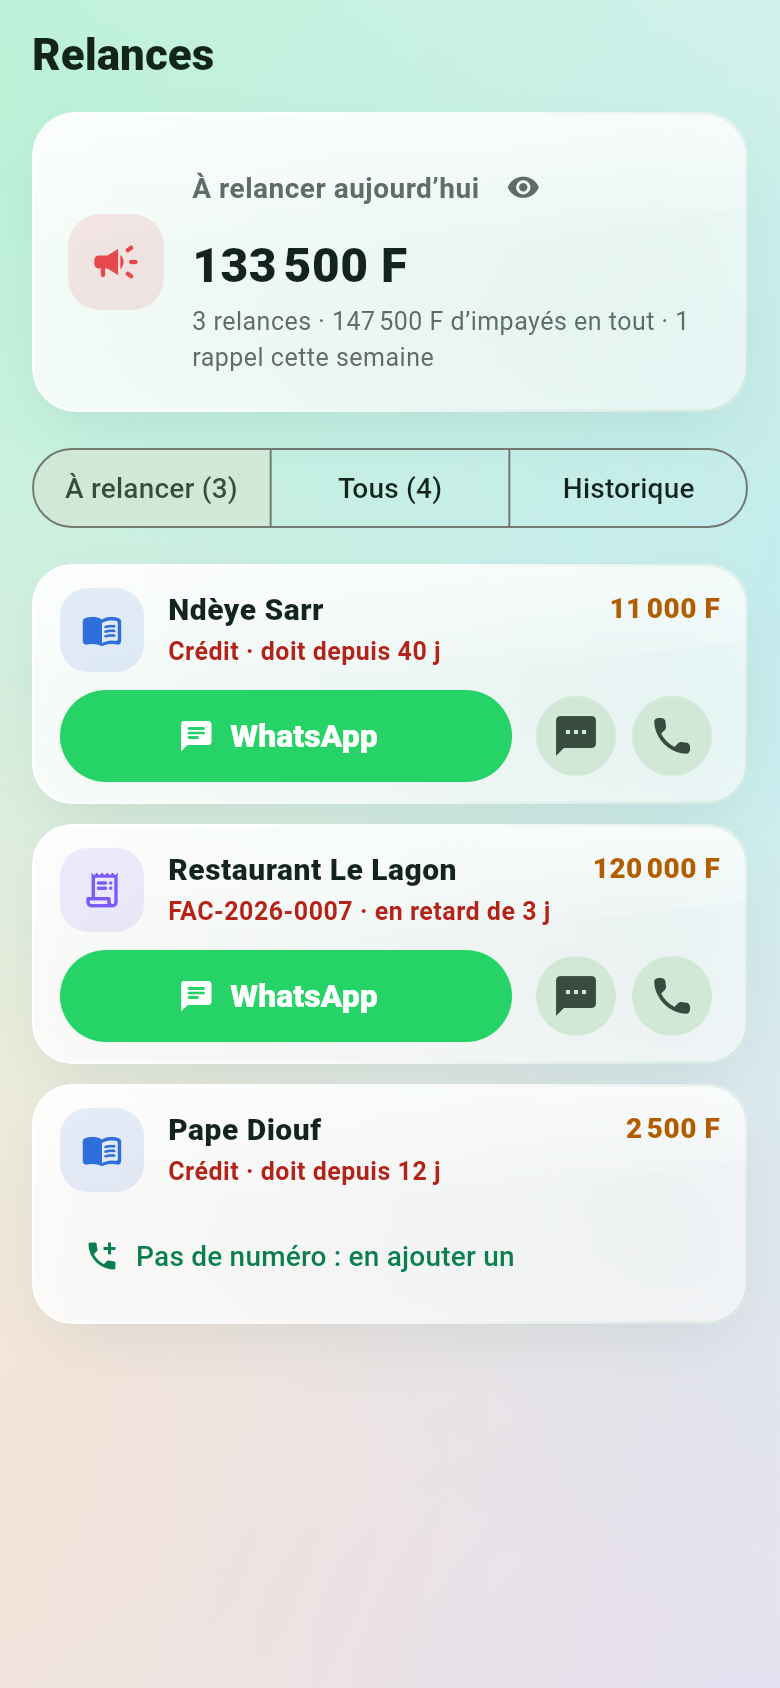 Relances
À relancer aujourd’hui
133 500 F
3 relances · 147 500 F d’impayés en tout · 1
rappel cette semaine
À relancer (3)
Tous (4)
Historique
Ndèye Sarr
11 000 F
Crédit · doit depuis 40 j
WhatsApp
Restaurant Le Lagon
120 000 F
FAC-2026-0007 · en retard de 3 j
WhatsApp
Pape Diouf
2 500 F
Crédit · doit depuis 12 j
Pas de numéro : en ajouter un